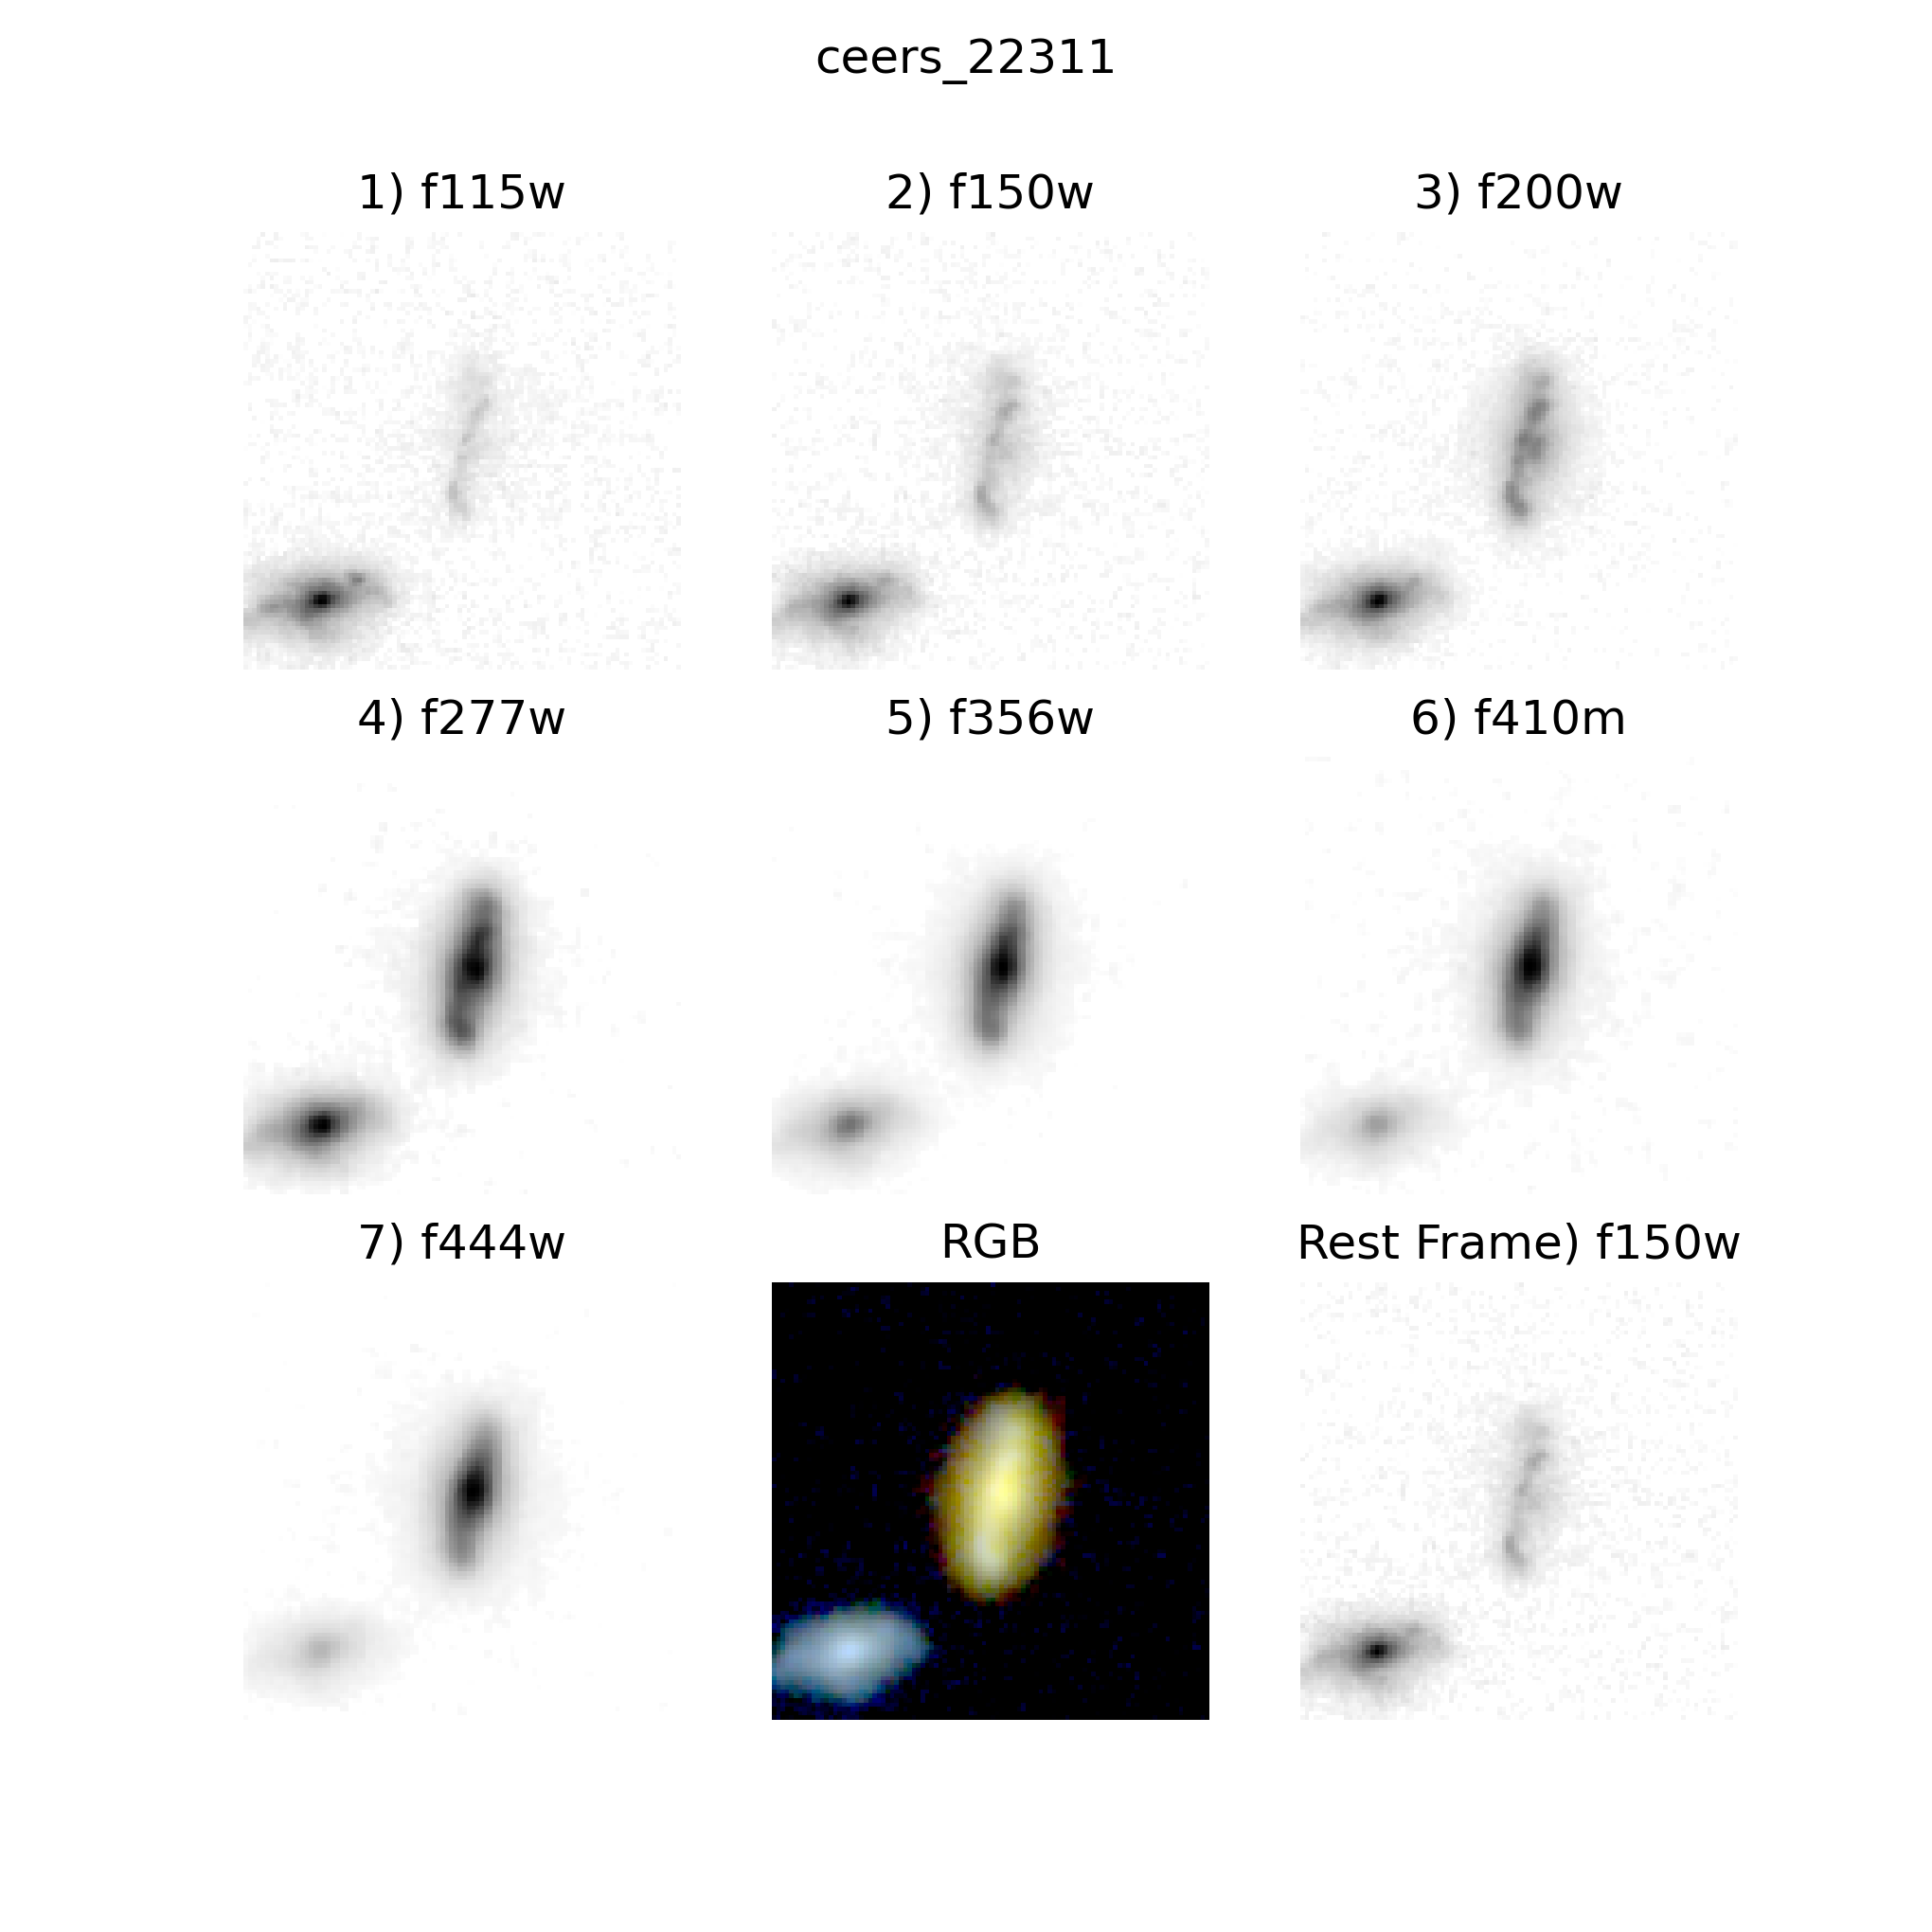 ceers_22311
1) f115w
2) f150w
3) f200w
4) f277w
5) f356w
6) f410m
7) f444w
RGB
Rest Frame) f150w